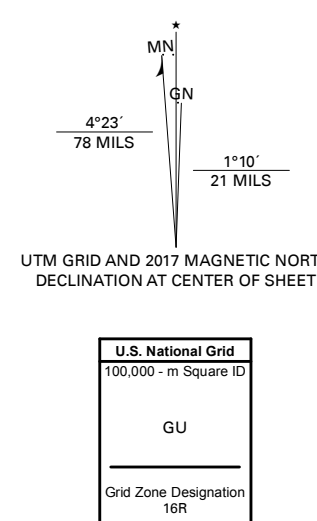 ★
MN
GN
4°23´
78 MILS
1°10´
21 MILS
UTM GRID AND 2017 MAGNETIC NORT
DECLINATION AT CENTER OF SHEET
U.S. National Grid
100,000 - m Square ID
GU
Grid Zone Designation
16R